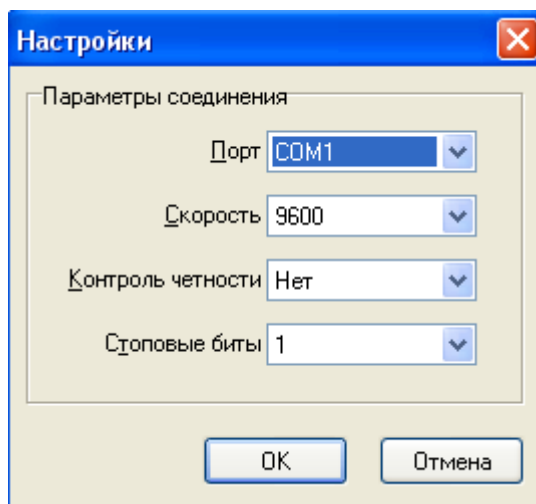 Настройки
Параметры соединения
Порт COM1
Скорость 9600
Контроль четности Нет
Стоповые биты 1
OK Отмена